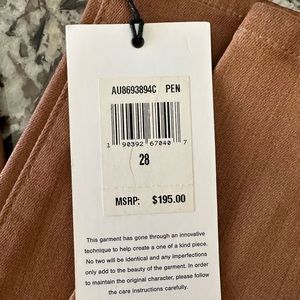 AU8693894C PEN
1 90392 67040 7
28
MSRP: $195.00
This garment has gone through an innovative
technique to help create a one of a kind piece.
No two will be identical and any imperfections
only add to the beauty of the garment. In order
to maintain the original character, please follow
the care instructions carefully.